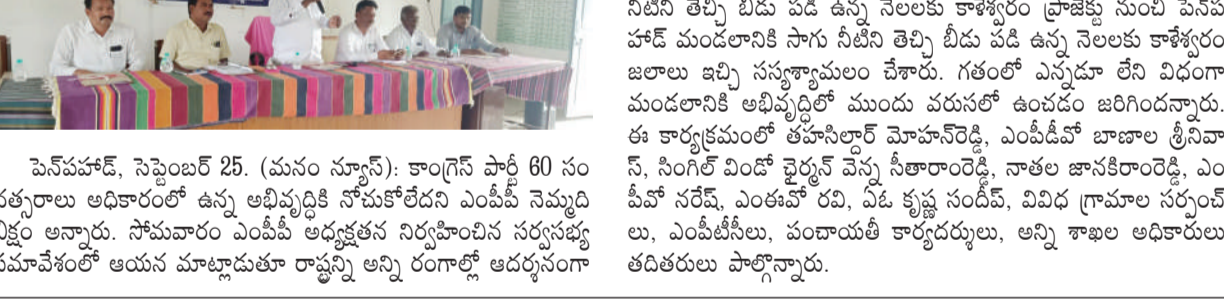 పెన్‌పహాడ్, సెప్టెంబర్ 25. (మనం న్యూస్): కాంగ్రెస్ పార్టీ 60 సం
వత్సరాలు అధికారంలో ఉన్న అభివృద్ధికి నోచుకోలేదని ఎంపీపీ నెమ్మది
భిక్షం అన్నారు. సోమవారం ఎంపీపీ అధ్యక్షతన నిర్వహించిన సర్వసభ్య
సమావేశంలో ఆయన మాట్లాడుతూ రాష్ట్రాన్ని అన్ని రంగాల్లో ఆదర్శనంగా
నీటిని తెచ్చి బీడు పడి ఉన్న నెలలకు కాళేశ్వరం ప్రాజెక్టు నుంచి పెన్‌ప
హాడ్ మండలానికి సాగు నీటిని తెచ్చి బీడు పడి ఉన్న నెలలకు కాళేశ్వరం
జలాలు ఇచ్చి సస్యశ్యామలం చేశారు. గతంలో ఎన్నడూ లేని విధంగా
మండలానికి అభివృద్ధిలో ముందు వరుసలో ఉంచడం జరిగిందన్నారు.
ఈ కార్యక్రమంలో తహసిల్దార్ మోహన్‌రెడ్డి, ఎంపీడీవో బాణాల శ్రీనివా
స్, సింగిల్ విండో ఛైర్మన్ వెన్న సీతారాంరెడ్డి, నాతల జానకిరాంరెడ్డి, ఎం
పీవో నరేష్, ఎంఈవో రవి, ఏఓ కృష్ణ సందీప్, వివిధ గ్రామాల సర్పంచ్
లు, ఎంపీటీసీలు, పంచాయతీ కార్యదర్శులు, అన్ని శాఖల అధికారులు
తదితరులు పాల్గొన్నారు.